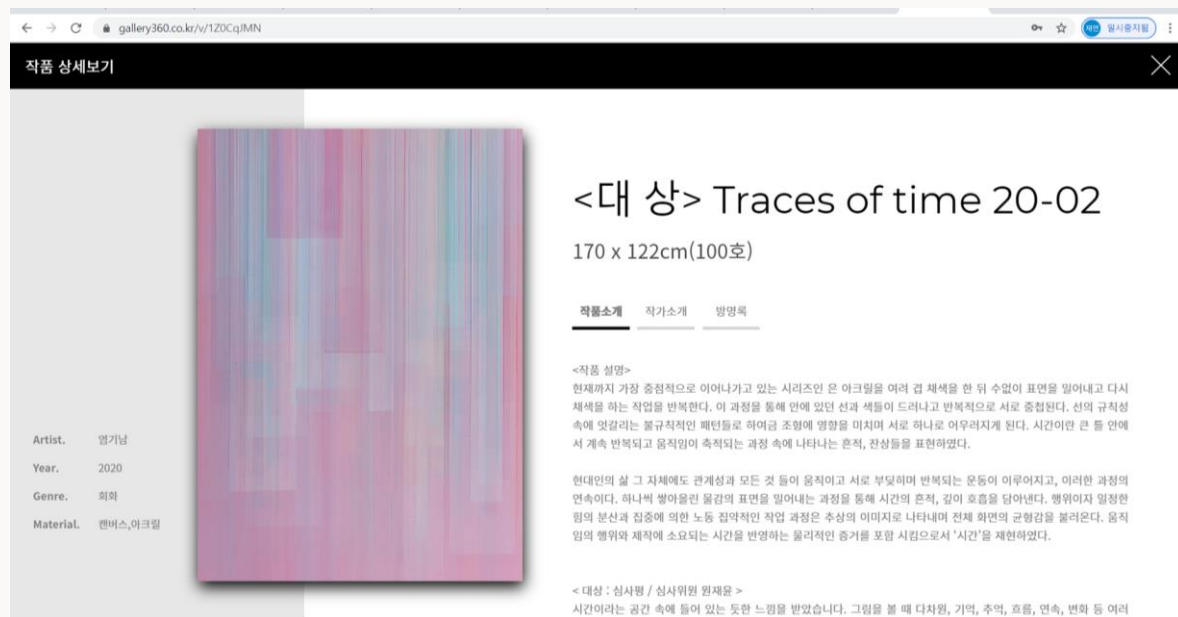 gallery360.co.kr/v/1Z0CqJMN
재연
일시중지됨
작품 상세보기
<대 상> Traces of time 20-02
170 x 122cm(100호)
작품소개 작가소개 방명록
<작품 설명>
현재까지 가장 중점적으로 이어나가고 있는 시리즈인 은 아크릴을 여려 겹 채색을 한 뒤 수없이 표면을 밀어내고 다시
채색을 하는 작업을 반복한다. 이 과정을 통해 안에 있던 선과 색들이 드러나고 반복적으로 서로 중첩된다. 선의 규칙성
속에 엇갈리는 불규칙적인 패턴들로 하여금 조형에 영향을 미치며 서로 하나로 어우러지게 된다. 시간이란 큰 틀 안에
서 계속 반복되고 움직임이 축적되는 과정 속에 나타나는 흔적, 잔상들을 표현하였다.
현대인의 삶 그 자체에도 관계성과 모든 것 들이 움직이고 서로 부딪히며 반복되는 운동이 이루어지고, 이러한 과정의
연속이다. 하나씩 쌓아올린 물감의 표면을 밀어내는 과정을 통해 시간의 흔적, 깊이 호흡을 담아낸다. 행위이자 일정한
힘의 분산과 집중에 의한 노동 집약적인 작업 과정은 추상의 이미지로 나타내며 전체 화면의 균형감을 불러온다. 움직
임의 행위와 제작에 소요되는 시간을 반영하는 물리적인 증거를 포함 시킴으로서 '시간'을 재현하였다.
< 대상 : 심사평 / 심사위원 원재윤 >
시간이라는 공간 속에 들어 있는 듯한 느낌을 받았습니다. 그림을 볼 때 다차원, 기억, 추억, 흐름, 연속, 변화 등 여러
Artist. 염기남
Year. 2020
Genre. 회화
Material. 캔버스,아크릴